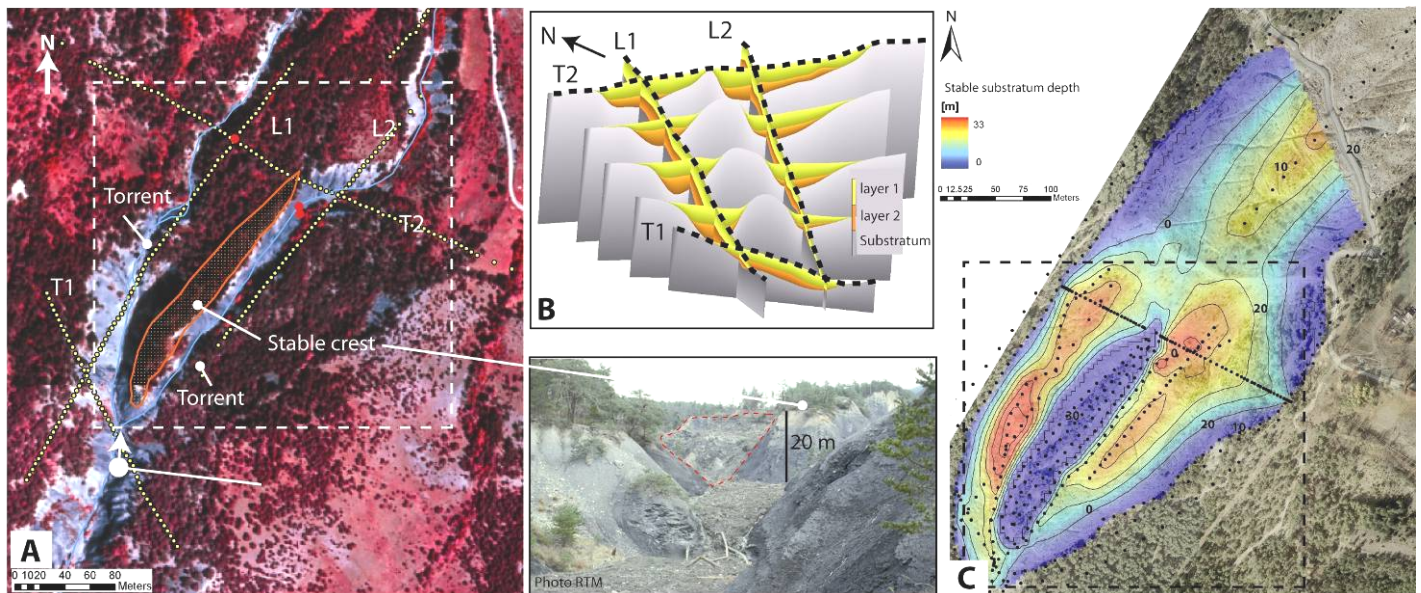 N
L1
L2
Torrent
T2
T1
Stable crest
Torrent
A
0 1020 40 60 80
Meters
N
L1
L2
T2
layer 1
layer 2
T1
Substratum
B
20 m
Photo RTM
N
Stable substratum depth
[m]
33
0
0 12.5 25 50 75 100
Meters
20
10
0
20
0
30
20
10
0
C